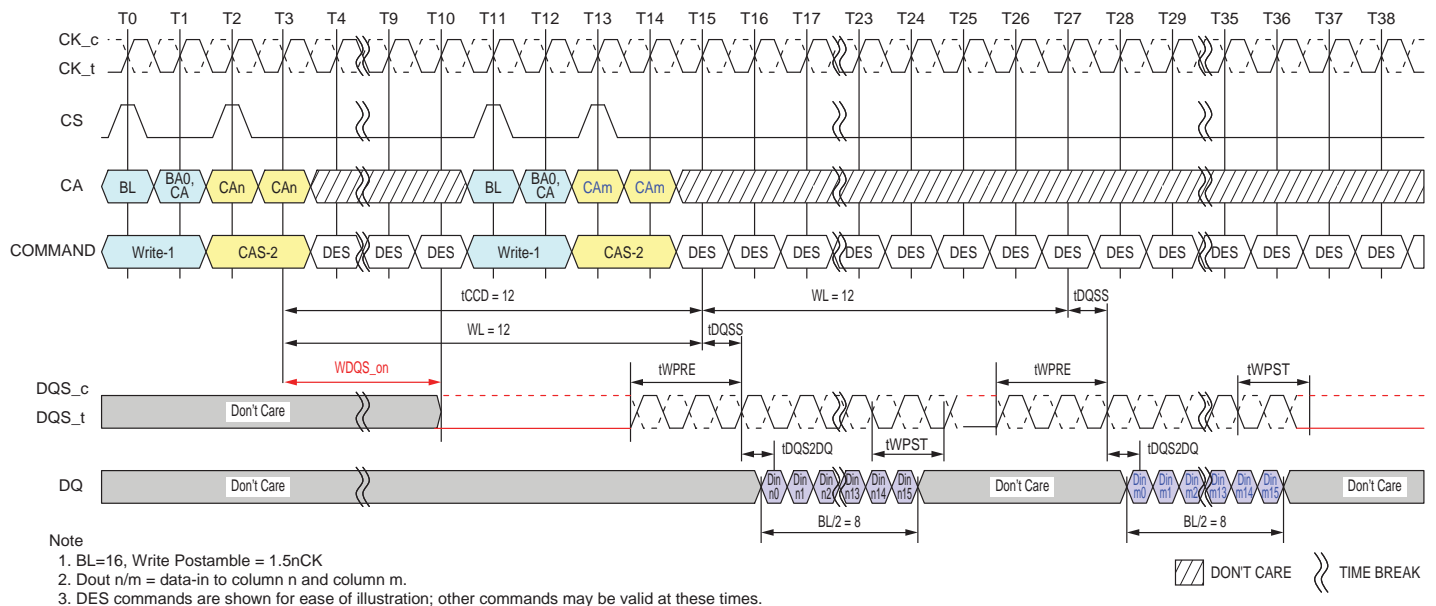 T0 T1 T2 T3 T4 T9 T10 T11 T12 T13 T14 T15 T16 T17 T23 T24 T25 T26 T27 T28 T29 T35 T36 T37 T38
CK_c
CK_t
CS
CA BL BA0, CA CAn CAn BL BA0, CA CAm CAm
COMMAND Write-1 CAS-2 DES DES DES Write-1 CAS-2 DES DES DES DES DES DES DES DES DES DES DES DES DES DES
tCCD = 12 WL = 12 tDQSS
WL = 12 tDQSS
WDQS_on tWPRE tWPRE tWPST
DQS_c
DQS_t Don't Care
tDQS2DQ tWPST tDQS2DQ
DQ Don't Care Din n0 Din n1 Din n2 Din n13 Din n14 Din n15 Don't Care Din m0 Din m1 Din m2 Din m13 Din m14 Din m15 Don't Care
BL/2 = 8 BL/2 = 8
Note
1. BL=16, Write Postamble = 1.5nCK
2. Dout n/m = data-in to column n and column m.
3. DES commands are shown for ease of illustration; other commands may be valid at these times.
DON'T CARE TIME BREAK